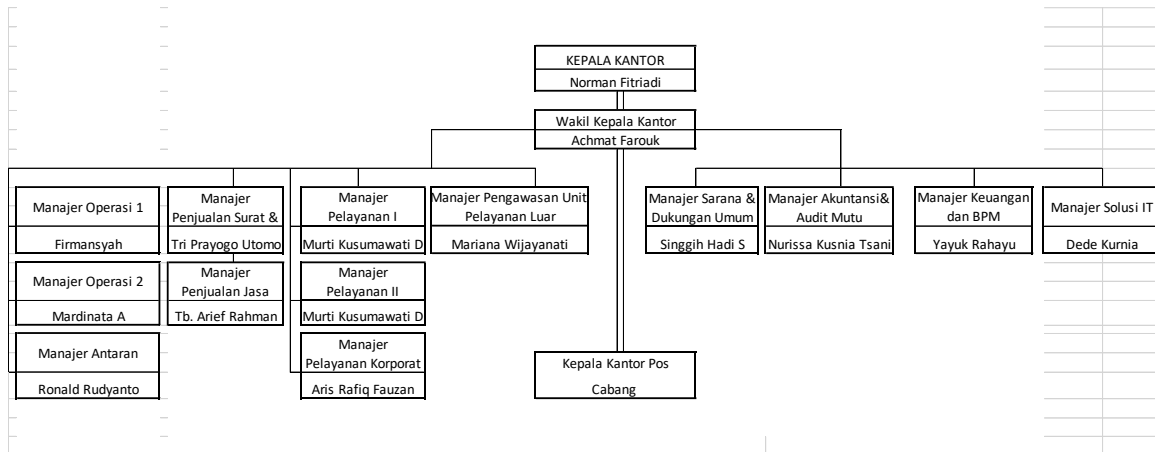 KEPALA KANTOR
Norman Fitriadi
Wakil Kepala Kantor
Achmat Farouk
Manajer Operasi 1
Firmansyah
Manajer
Penjualan Surat &
Tri Prayogo Utomo
Manajer
Pelayanan I
Murti Kusumawati D
Manajer Pengawasan Unit
Pelayanan Luar
Mariana Wijayanati
Manajer Sarana &
Dukungan Umum
Singgih Hadi S
Manajer Akuntansi&
Audit Mutu
Nurissa Kusnia Tsani
Manajer Keuangan
dan BPM
Yayuk Rahayu
Manajer Solusi IT
Dede Kurnia
Manajer Operasi 2
Mardinata A
Manajer
Penjualan Jasa
Tb. Arief Rahman
Manajer
Pelayanan II
Murti Kusumawati D
Manajer Antaran
Ronald Rudyanto
Manajer
Pelayanan Korporat
Aris Rafiq Fauzan
Kepala Kantor Pos
Cabang